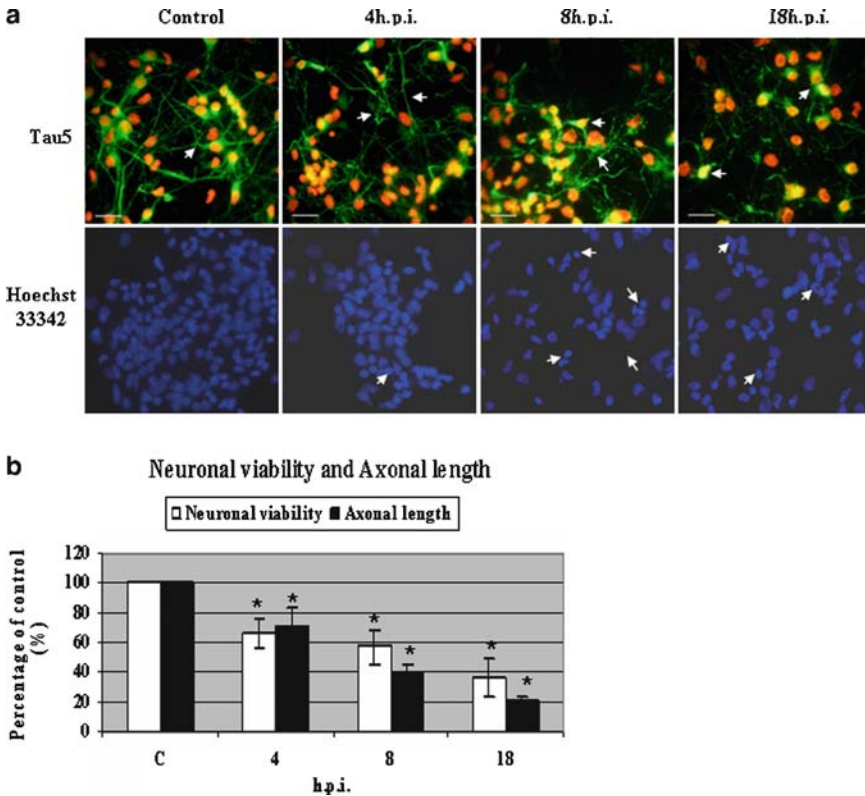 a
Control 4h.p.i. 8h.p.i. 18h.p.i.
Tau5
Hoechst
33342
b
Neuronal viability and Axonal length
Neuronal viability Axonal length
Percentage of control
(%)
120
100
80
60
40
20
0
* * * * * *
C 4 8 18
h.p.i.